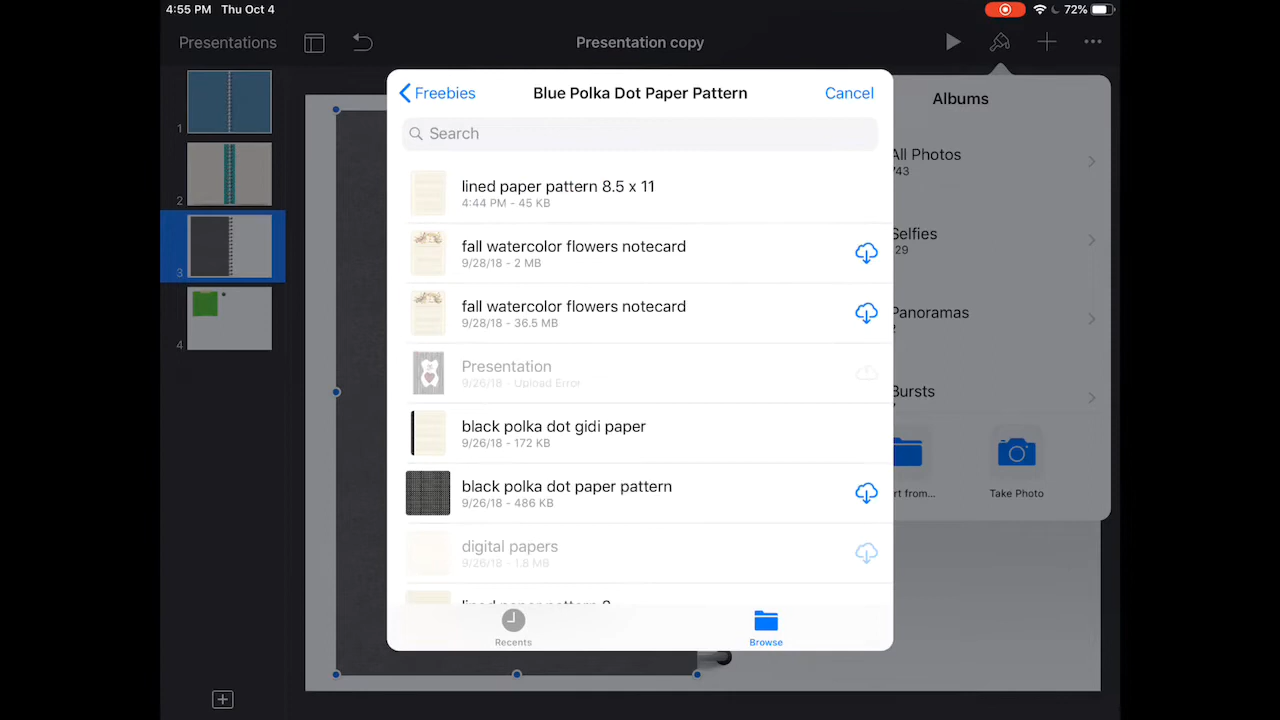 4:55 PM Thu Oct 4
72%
Presentations
Presentation copy
1
2
3
4
Freebies
Blue Polka Dot Paper Pattern
Cancel
Search
lined paper pattern 8.5 x 11
4:44 PM - 45 KB
fall watercolor flowers notecard
9/28/18 - 2 MB
fall watercolor flowers notecard
9/28/18 - 36.5 MB
Presentation
9/26/18 - Upload Error
black polka dot gidi paper
9/26/18 - 172 KB
black polka dot paper pattern
9/26/18 - 486 KB
digital papers
9/26/18 - 1.8 MB
Recents
Browse
Albums
All Photos
743
Selfies
29
Panoramas
Bursts
rt from...
Take Photo